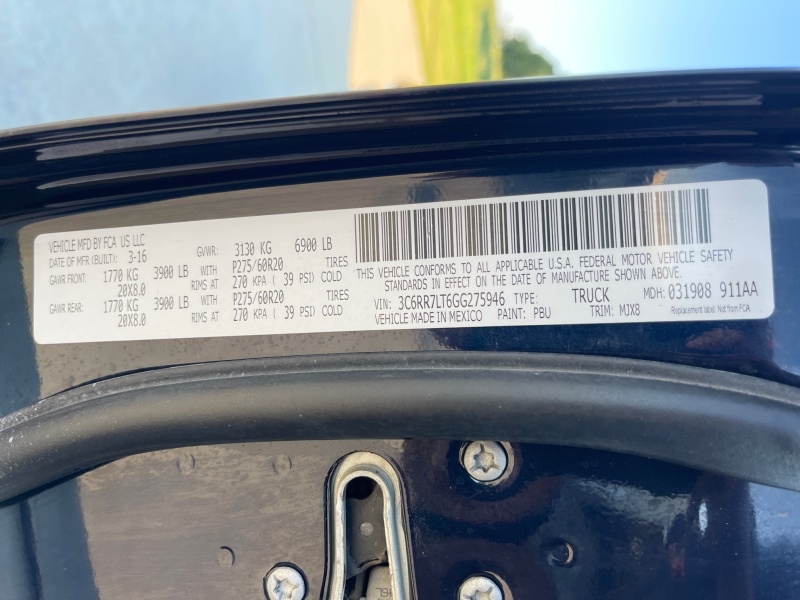 VEHICLE MFD BY FCA US LLC
DATE OF MFR (BUILT): 3-16 GVWR: 3130 KG 6900 LB
GAWR FRONT: 1770 KG 3900 LB WITH P275/60R20 TIRES
20X8.0 RIMS AT 270 KPA ( 39 PSI) COLD
GAWR REAR: 1770 KG 3900 LB WITH P275/60R20 TIRES
20X8.0 RIMS AT 270 KPA ( 39 PSI) COLD
THIS VEHICLE CONFORMS TO ALL APPLICABLE U.S.A. FEDERAL MOTOR VEHICLE SAFETY
STANDARDS IN EFFECT ON THE DATE OF MANUFACTURE SHOWN ABOVE.
VIN: 3C6RR7LT6GG275946 TYPE: TRUCK MDH: 031908 911AA
VEHICLE MADE IN MEXICO PAINT: PBU TRIM: MJX8 Replacement label Not from FCA